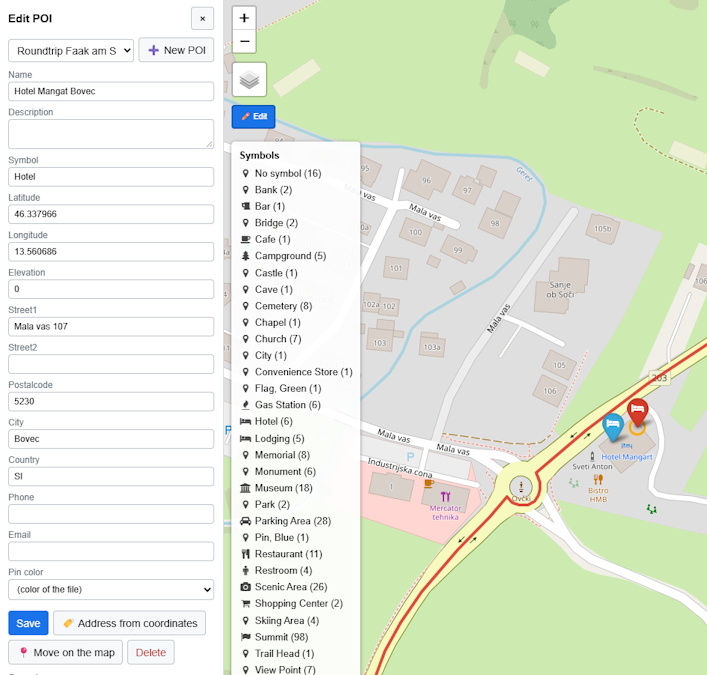 Edit POI
×
Roundtrip Faak am S
New POI
Name
Hotel Mangat Bovec
Description
Symbol
Hotel
Latitude
46.337966
Longitude
13.560686
Elevation
0
Street1
Mala vas 107
Street2
Postalcode
5230
City
Bovec
Country
SI
Phone
Email
Pin color
(color of the file)
Save
Address from coordinates
Move on the map
Delete
+
−
Edit
Symbols
No symbol (16)
Bank (2)
Bar (1)
Bridge (2)
Cafe (1)
Campground (5)
Castle (1)
Cave (1)
Cemetery (8)
Chapel (1)
Church (7)
City (1)
Convenience Store (1)
Flag, Green (1)
Gas Station (6)
Hotel (6)
Lodging (5)
Memorial (8)
Monument (6)
Museum (18)
Park (2)
Parking Area (28)
Pin, Blue (1)
Restaurant (11)
Restroom (4)
Scenic Area (26)
Shopping Center (2)
Skiing Area (4)
Summit (98)
Trail Head (1)
View Point (7)
95
96
97
98
Gereš
Mala vas
100
99
105b
101
Sanje
ob Soči
106
102a
102
103
103a
Mala vas
105
106
203
P
P
Mala vas
Mala vas
Industrijska cona
1
Mercator
tehnika
Ovčki
Sveti Anton
Hotel Mangart
Bistro
HMB